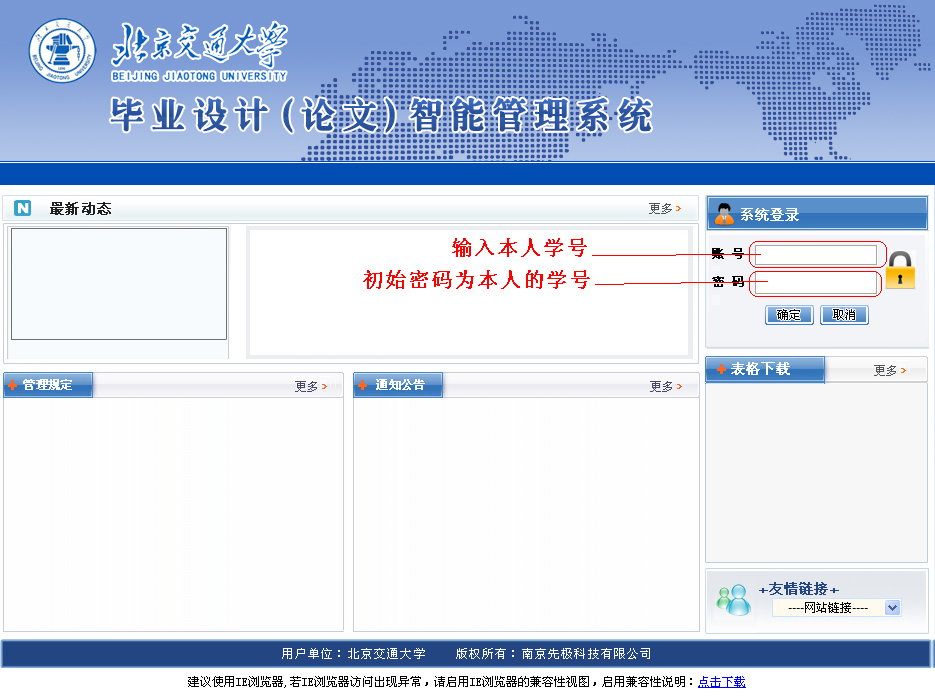 北京交通大学
BEIJING JIAOTONG UNIVERSITY
毕业设计(论文)智能管理系统
N 最新动态 更多 >
系统登录
输入本人学号
账 号
初始密码为本人的学号
密 码
确定 取消
管理规定 更多 >
通知公告 更多 >
表格下载 更多 >
+友情链接+
----网站链接----
用户单位：北京交通大学 版权所有：南京先极科技有限公司
建议使用IE浏览器,若IE浏览器访问出现异常，请启用IE浏览器的兼容性视图，启用兼容性说明：点击下载